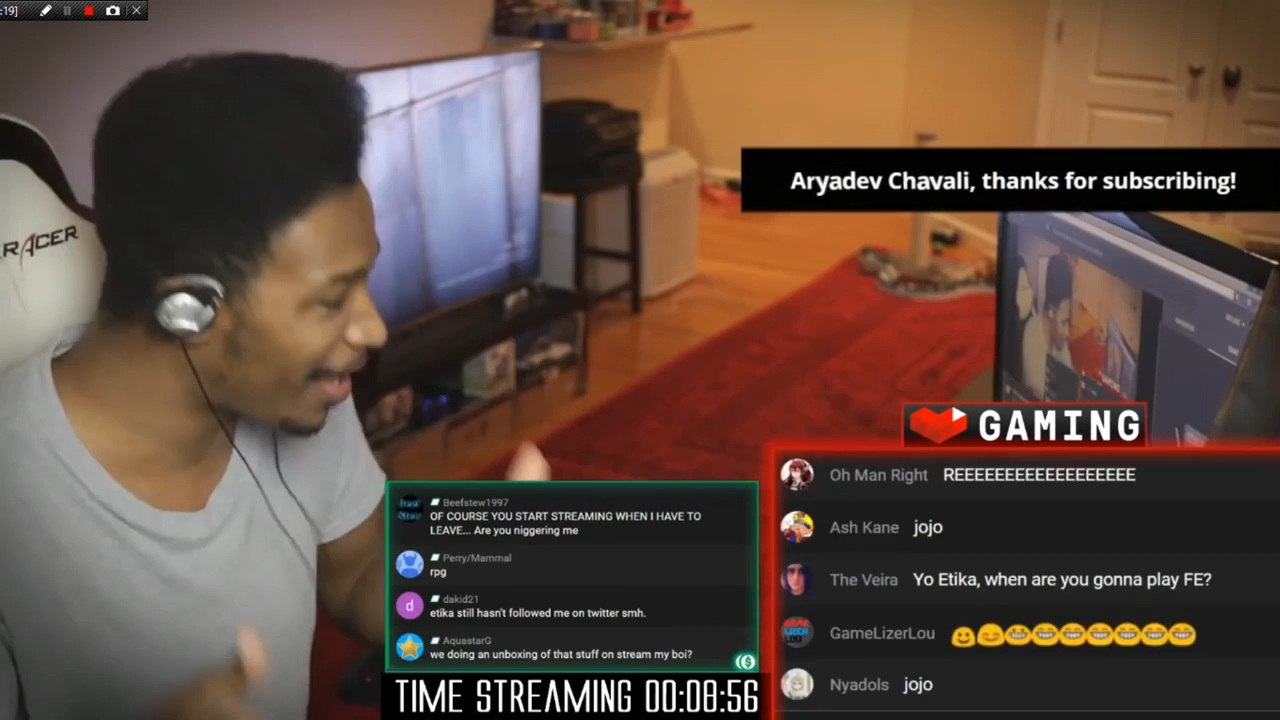 :19]
RACER
Aryadev Chavali, thanks for subscribing!
GAMING
Oh Man Right REEEEEEEEEEEEEEEEEEE
Ash Kane jojo
The Veira Yo Etika, when are you gonna play FE?
GameLizerLou
Nyadols jojo
Beefstew1997
OF COURSE YOU START STREAMING WHEN I HAVE TO
LEAVE... Are you niggering me
Perry/Mammal
rpg
d
dakid21
etika still hasn't followed me on twitter smh.
AquastarG
we doing an unboxing of that stuff on stream my boi?
TIME STREAMING 00:08:56